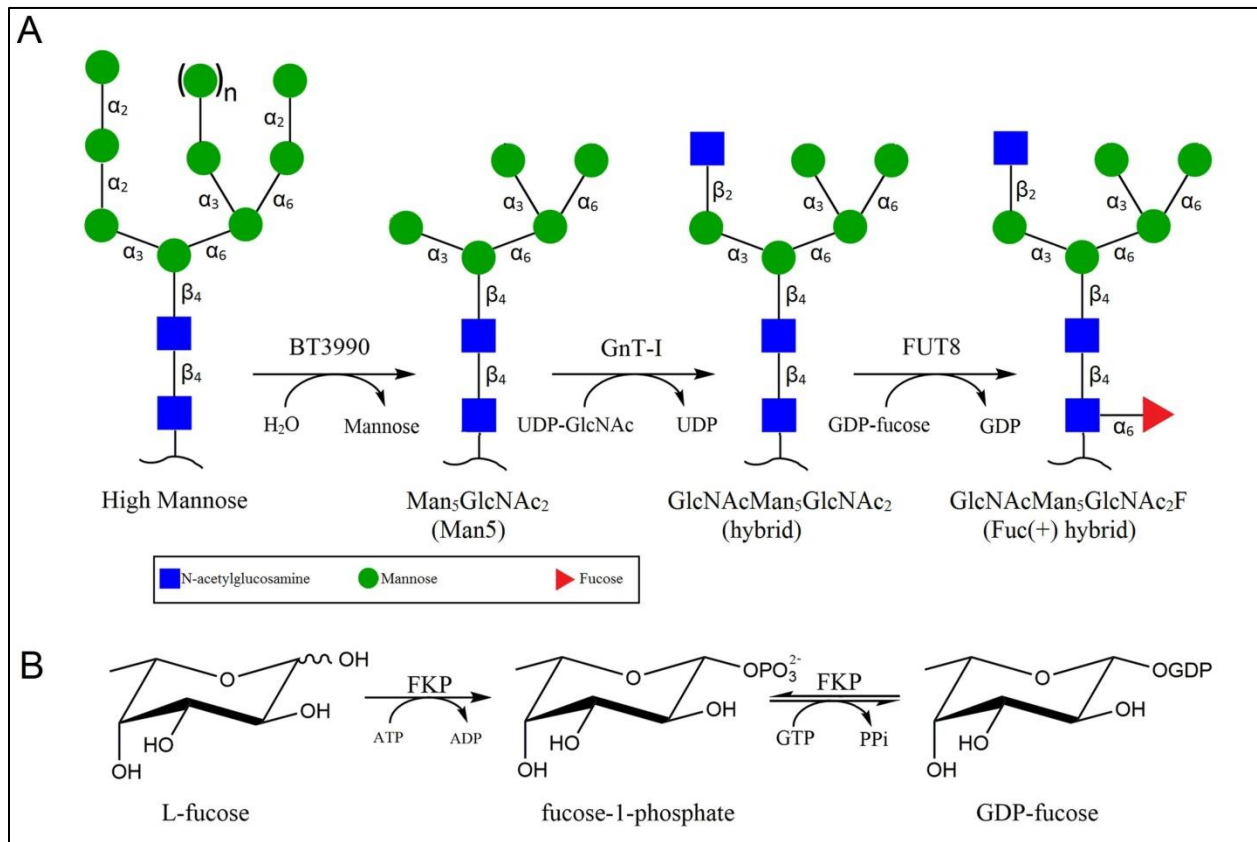 A
( )n
α₂
α₂
α₂
α₃
α₆
α₃
α₆
β₄
β₄
High Mannose
BT3990
H₂O
Mannose
α₃
α₆
α₃
α₆
β₄
β₄
Man₅GlcNAc₂
(Man5)
GnT-I
UDP-GlcNAc
UDP
β₂
α₃
α₆
α₃
α₆
β₄
β₄
GlcNAcMan₅GlcNAc₂
(hybrid)
FUT8
GDP-fucose
GDP
β₂
α₃
α₆
α₃
α₆
β₄
β₄
α₆
GlcNAcMan₅GlcNAc₂F
(Fuc(+) hybrid)
N-acetylglucosamine
Mannose
Fucose
B
O
OH
OH
HO
OH
L-fucose
FKP
ATP
ADP
O
OPO₃²⁻
OH
HO
OH
fucose-1-phosphate
FKP
GTP
PPi
O
OGDP
OH
HO
OH
GDP-fucose